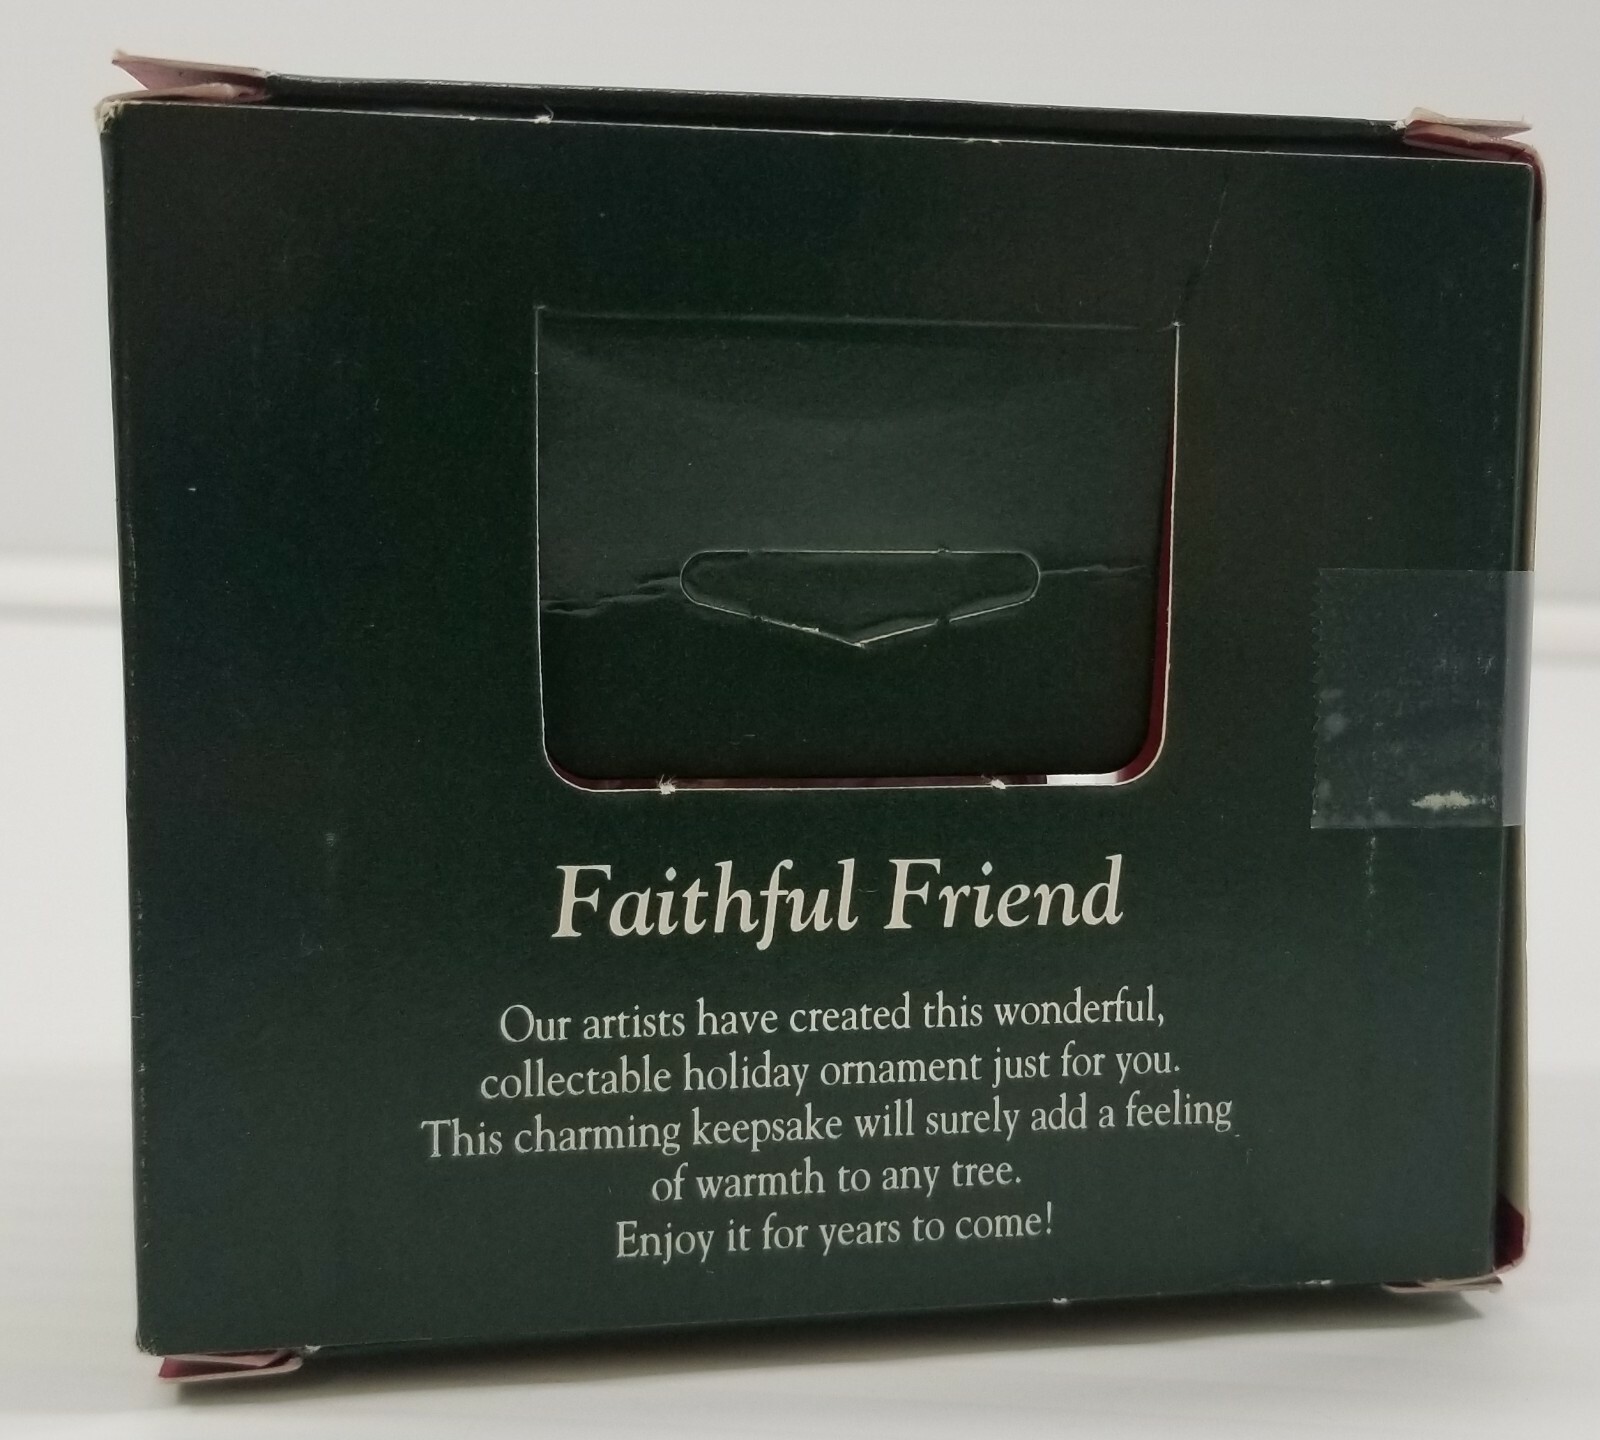 Faithful Friend
Our artists have created this wonderful,
collectable holiday ornament just for you.
This charming keepsake will surely add a feeling
of warmth to any tree.
Enjoy it for years to come!